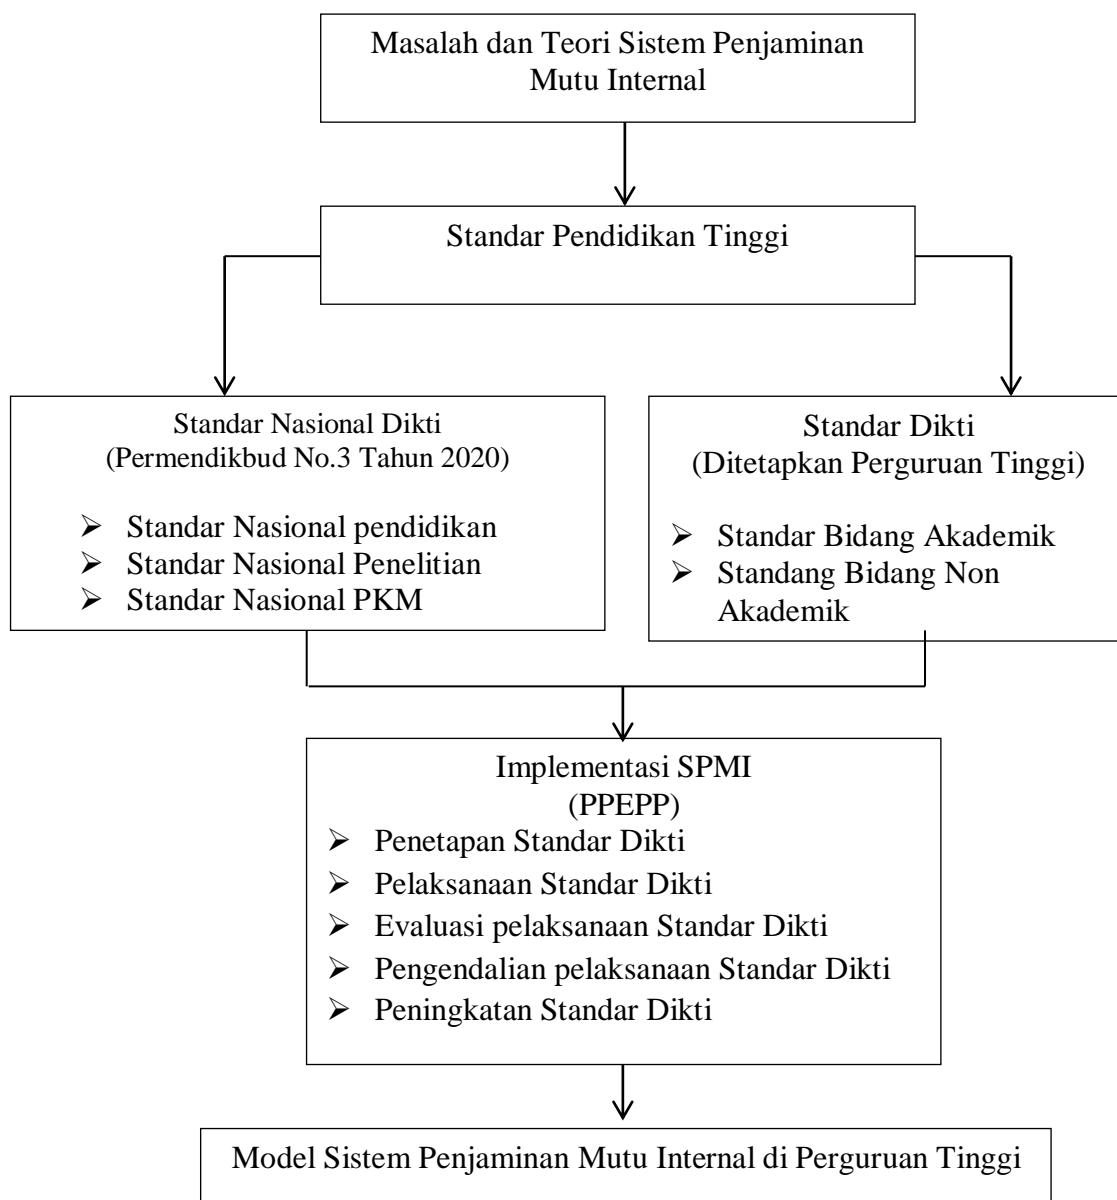 Masalah dan Teori Sistem Penjaminan
Mutu Internal
Standar Pendidikan Tinggi
Standar Nasional Dikti
(Permendikbud No.3 Tahun 2020)
➢ Standar Nasional pendidikan
➢ Standar Nasional Penelitian
➢ Standar Nasional PKM
Standar Dikti
(Ditetapkan Perguruan Tinggi)
➢ Standar Bidang Akademik
➢ Standang Bidang Non
Akademik
Implementasi SPMI
(PPEPP)
➢ Penetapan Standar Dikti
➢ Pelaksanaan Standar Dikti
➢ Evaluasi pelaksanaan Standar Dikti
➢ Pengendalian pelaksanaan Standar Dikti
➢ Peningkatan Standar Dikti
Model Sistem Penjaminan Mutu Internal di Perguruan Tinggi